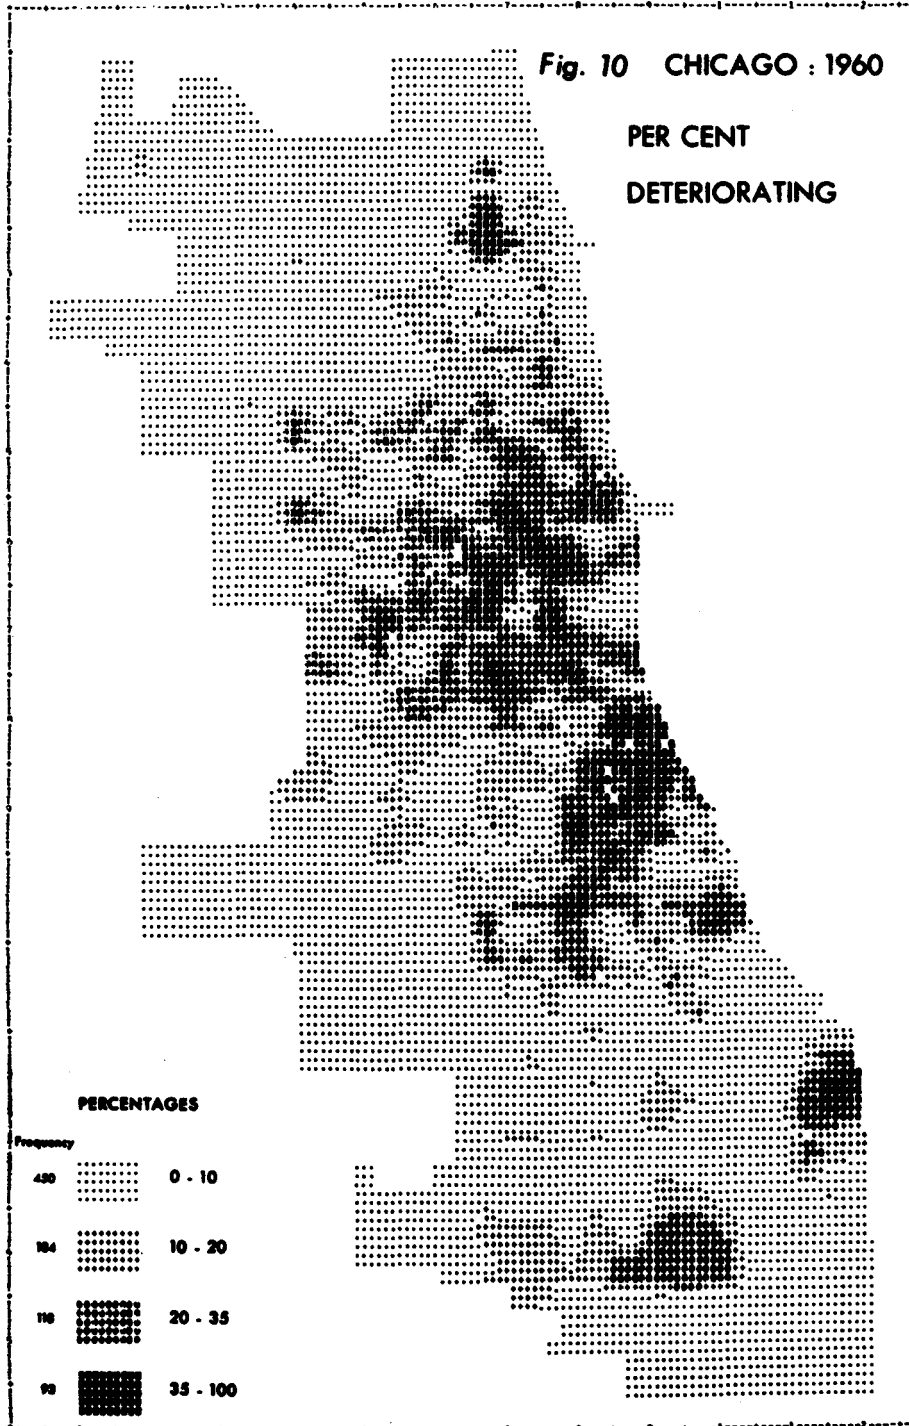 Fig. 10 CHICAGO : 1960
PER CENT
DETERIORATING
PERCENTAGES
Frequency
450 0 - 10
184 10 - 20
118 20 - 35
93 35 - 100